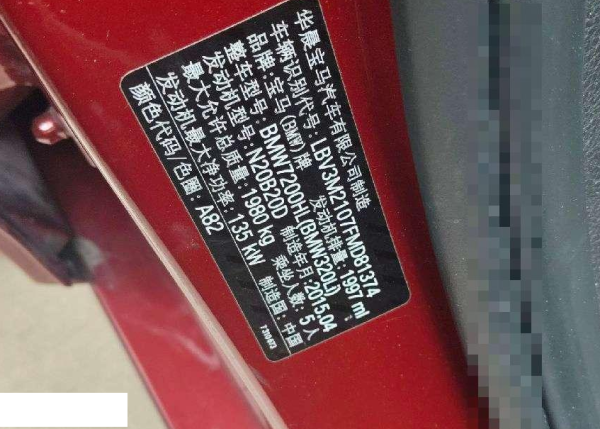 华晨宝马汽车有限公司制造
车辆识别代号: LBV3M2107FMD81374
品牌: 宝马(BMW)牌 发动机排量: 1997 ml
整车型号: BMW7200HL(BMW320Li)
发动机型号: N20B20D 制造年月: 2015.04
最大允许总质量: 1980 kg 乘坐人数: 5人
发动机最大净功率: 135 kW 制造国: 中国
颜色代码/色圈: A82